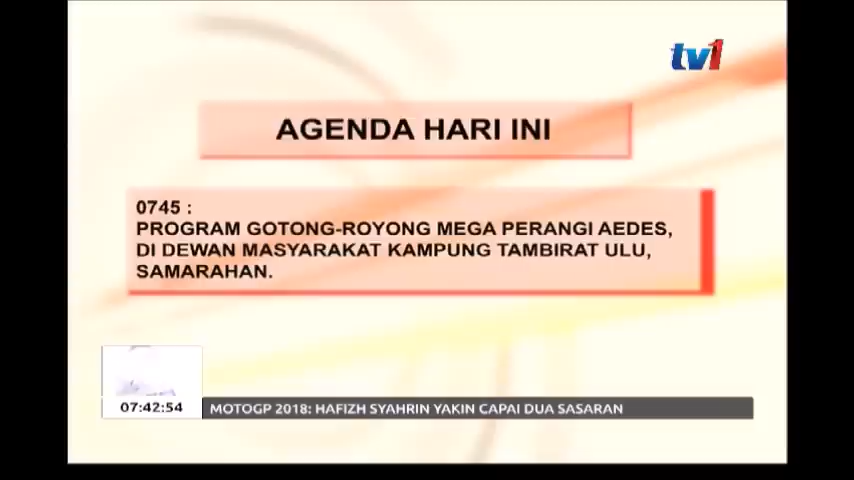 tv1
AGENDA HARI INI
0745 :
PROGRAM GOTONG-ROYONG MEGA PERANGI AEDES,
DI DEWAN MASYARAKAT KAMPUNG TAMBIRAT ULU,
SAMARAHAN.
07:42:54
MOTOGP 2018: HAFIZH SYAHRIN YAKIN CAPAI DUA SASARAN